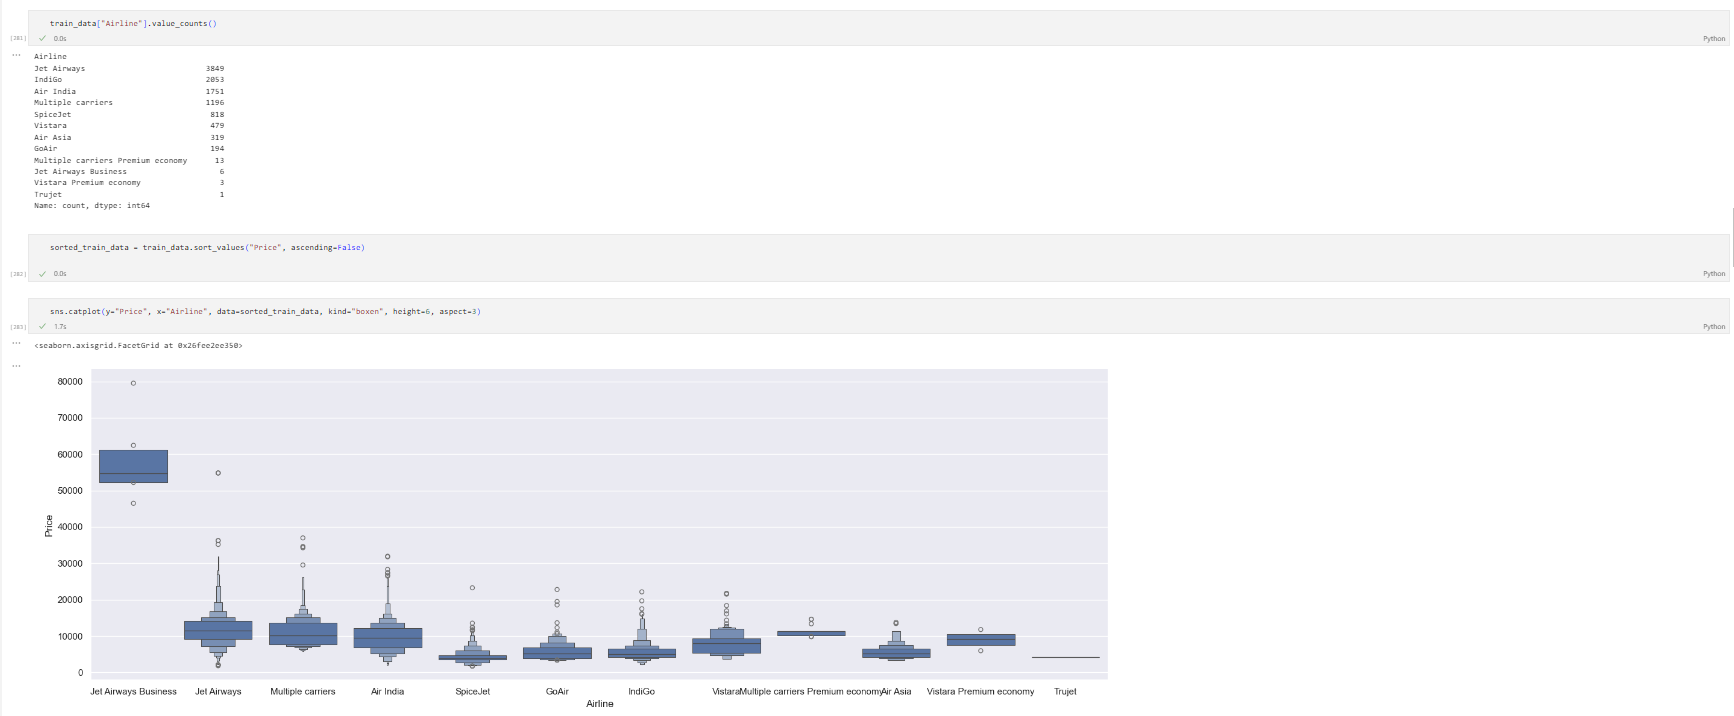 train_data["Airline"].value_counts()
[281] ✓ 0.0s Python
... Airline
Jet Airways 3849
IndiGo 2053
Air India 1751
Multiple carriers 1196
SpiceJet 818
Vistara 479
Air Asia 319
GoAir 194
Multiple carriers Premium economy 13
Jet Airways Business 6
Vistara Premium economy 3
Trujet 1
Name: count, dtype: int64
sorted_train_data = train_data.sort_values("Price", ascending=False)
[282] ✓ 0.0s Python
sns.catplot(y="Price", x="Airline", data=sorted_train_data, kind="boxen", height=6, aspect=3)
[283] ✓ 1.7s Python
... <seaborn.axisgrid.FacetGrid at 0x26fee2ee350>
...
80000
70000
60000
50000
40000
30000
20000
10000
0
Price
Jet Airways Business Jet Airways Multiple carriers Air India SpiceJet GoAir IndiGo Vistara Multiple carriers Premium economy Air Asia Vistara Premium economy Trujet
Airline